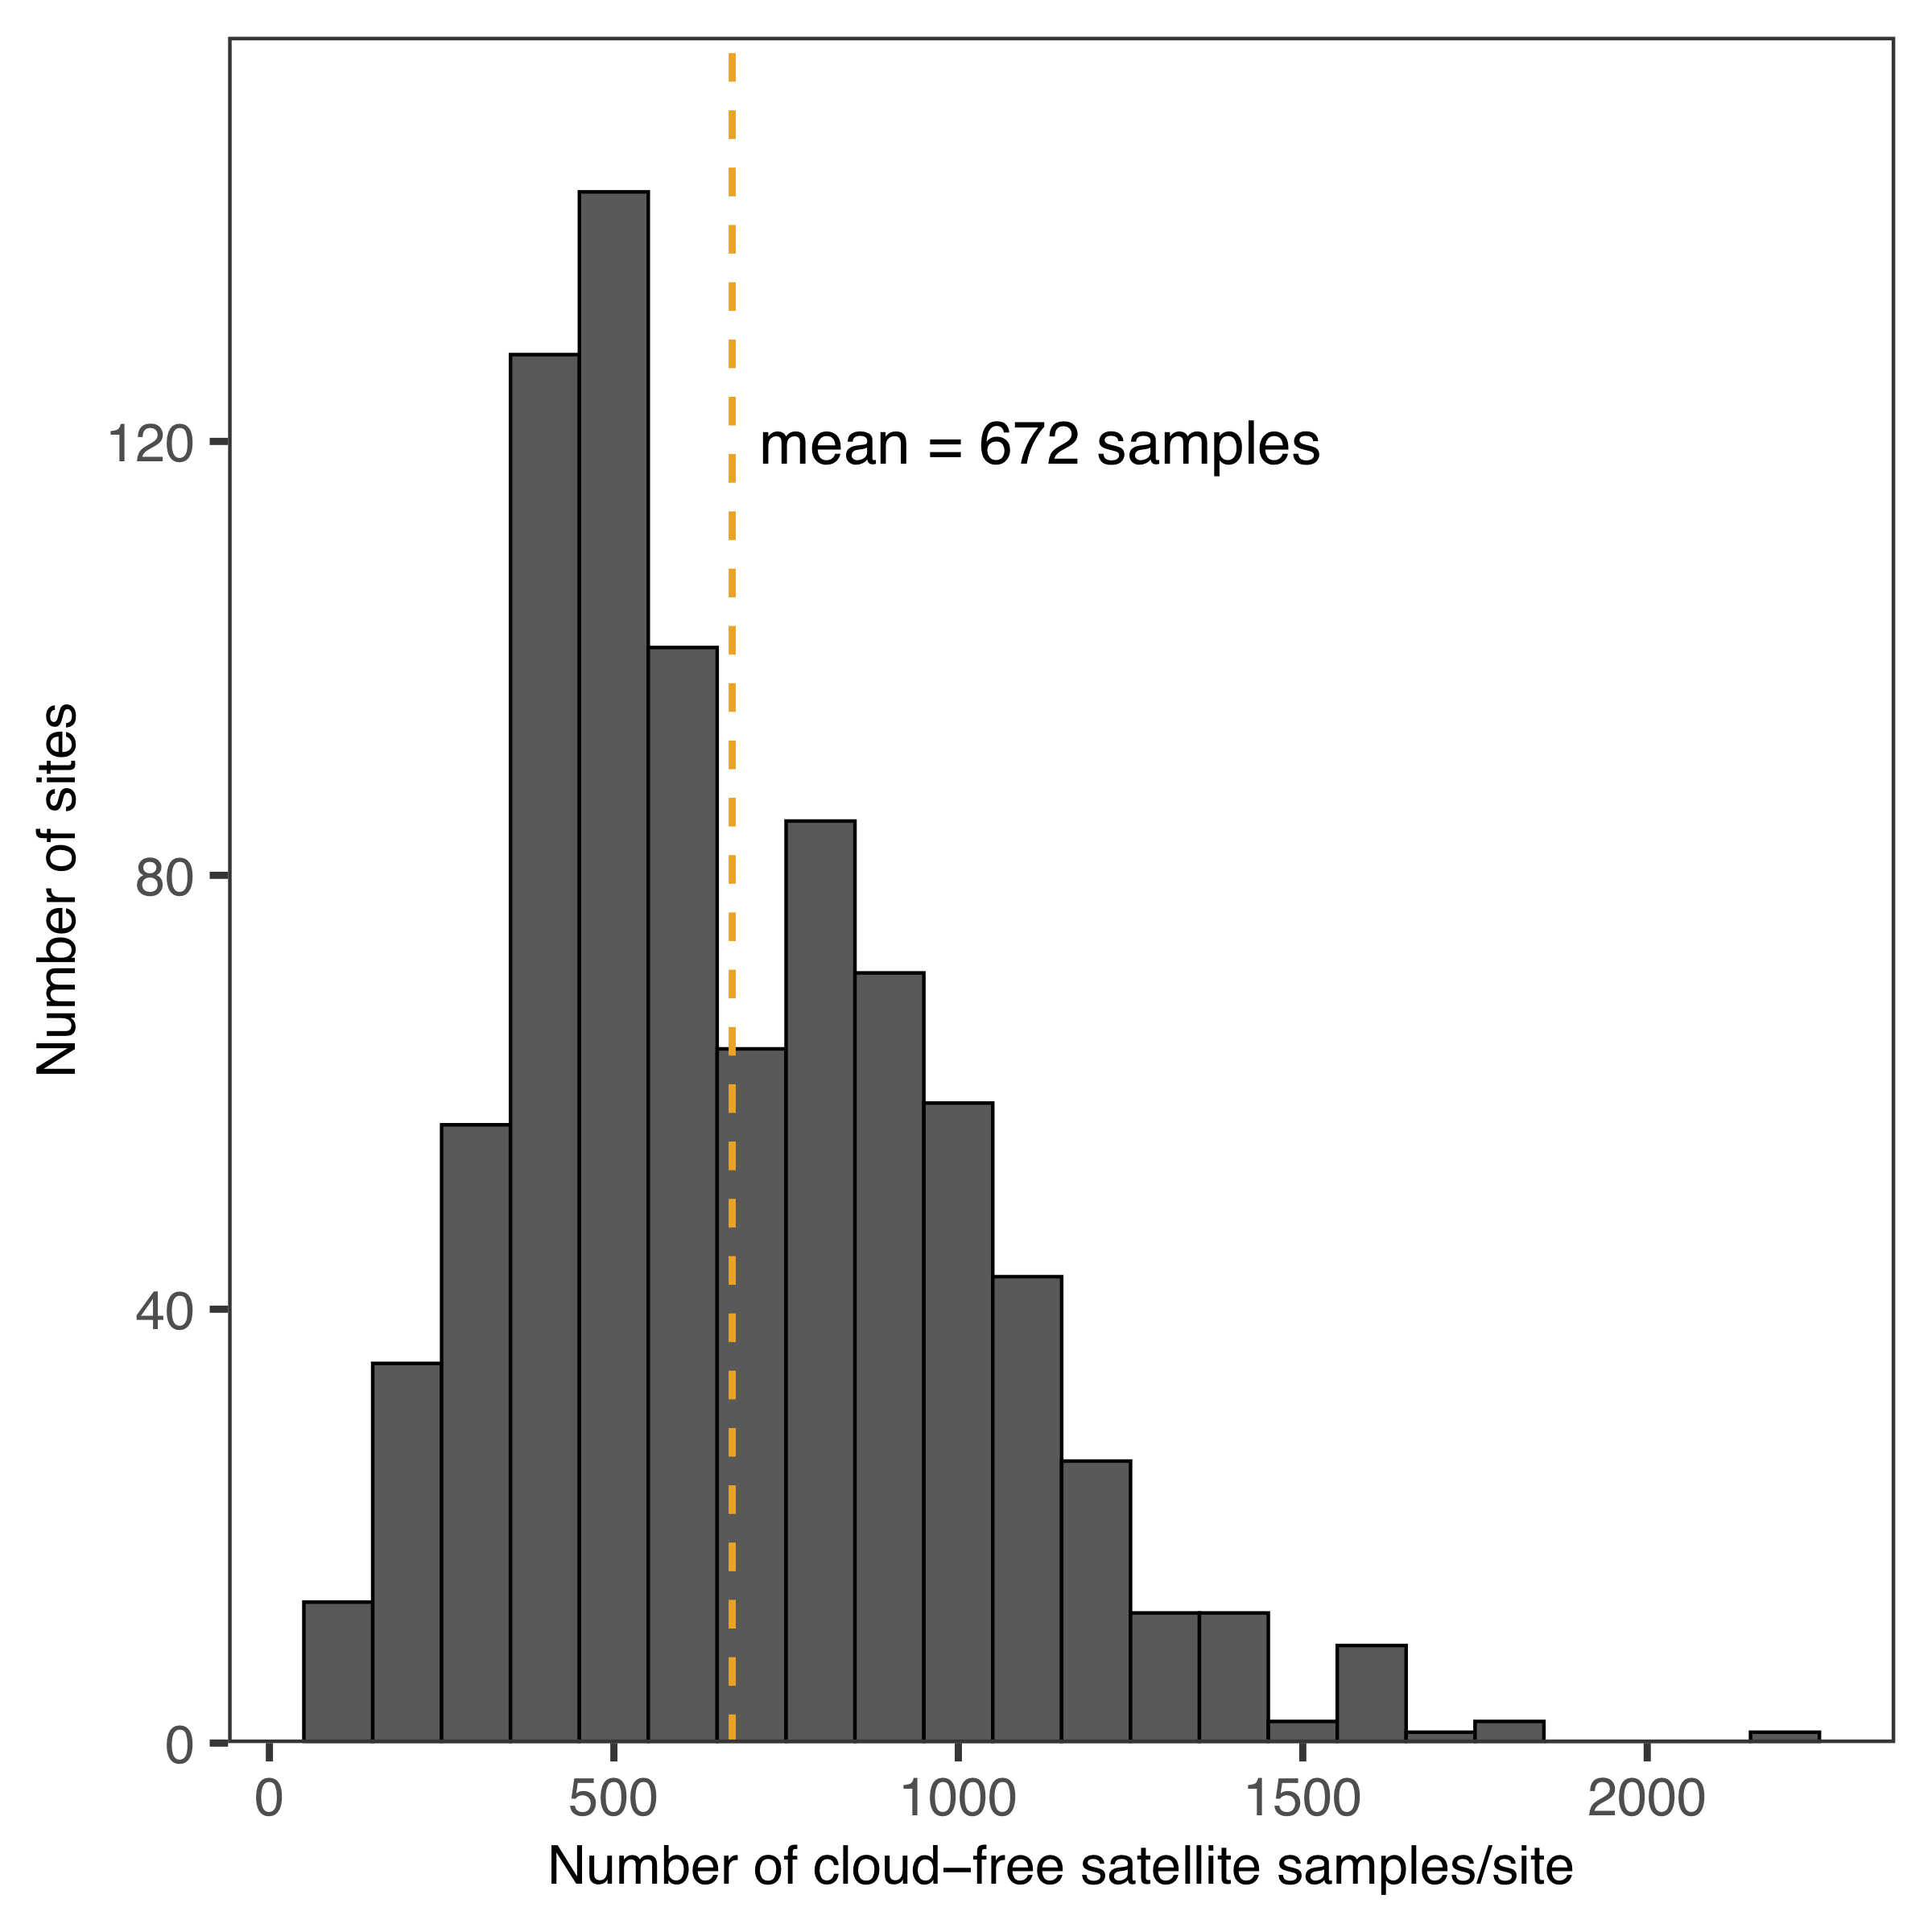 120
80
40
0
Number of sites
mean = 672 samples
0 500 1000 1500 2000
Number of cloud−free satellite samples/site